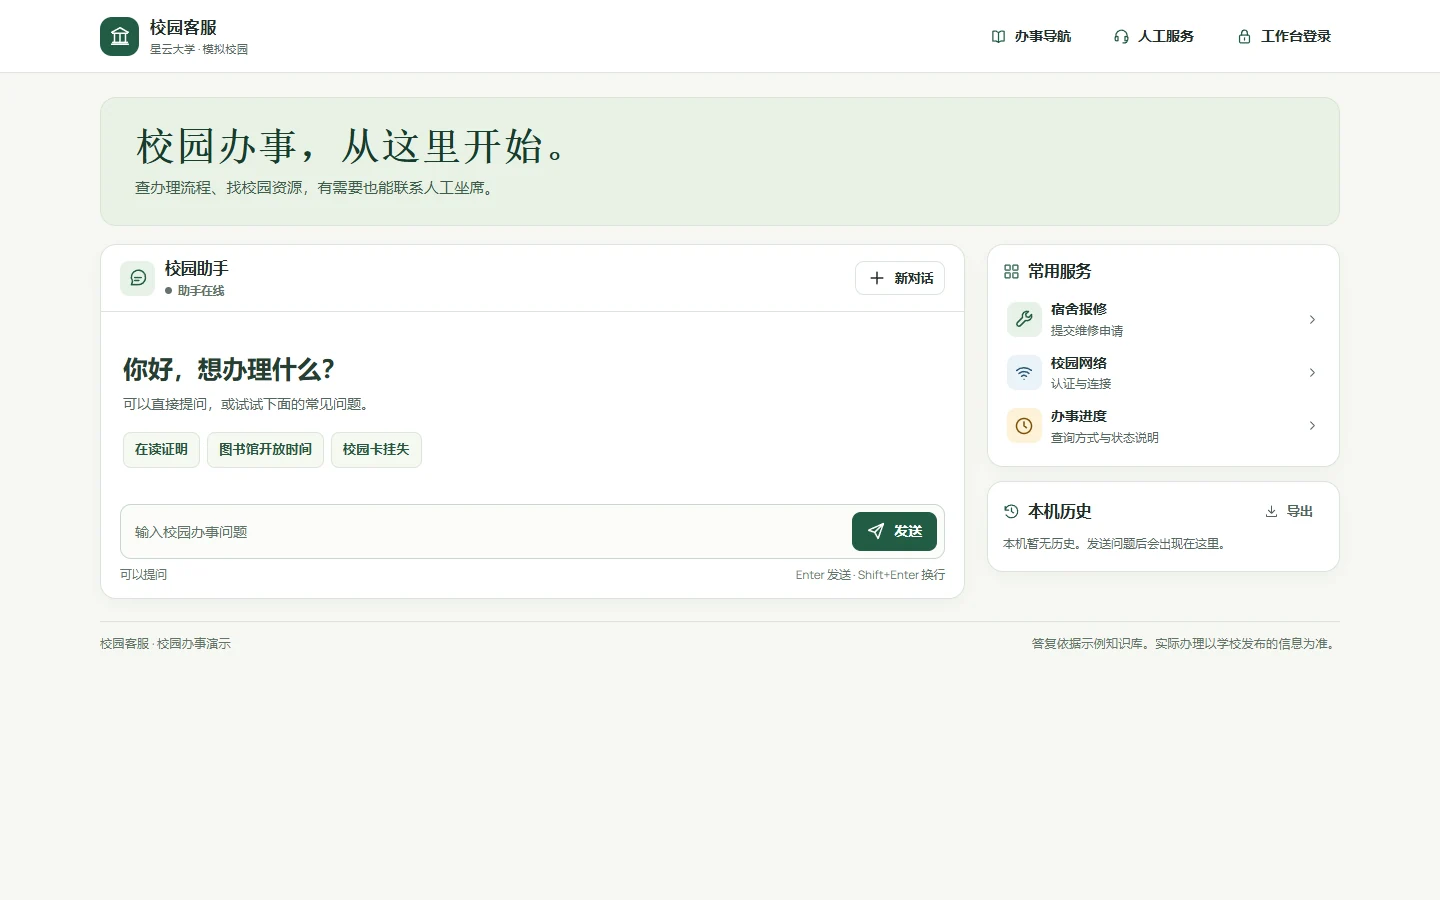 校园客服
星云大学 · 模拟校园
办事导航
人工服务
工作台登录
校园办事，从这里开始。
查办理流程、找校园资源，有需要也能联系人工坐席。
校园助手
助手在线
新对话
你好，想办理什么？
可以直接提问，或试试下面的常见问题。
在读证明
图书馆开放时间
校园卡挂失
输入校园办事问题
发送
可以提问
Enter 发送 · Shift+Enter 换行
常用服务
宿舍报修
提交维修申请
校园网络
认证与连接
办事进度
查询方式与状态说明
本机历史
导出
本机暂无历史。发送问题后会出现在这里。
校园客服 · 校园办事演示
答复依据示例知识库。实际办理以学校发布的信息为准。